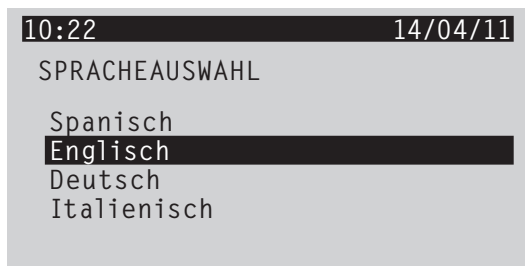 10:22 14/04/11
SPRACHEAUSWAHL
Spanisch
Englisch
Deutsch
Italienisch